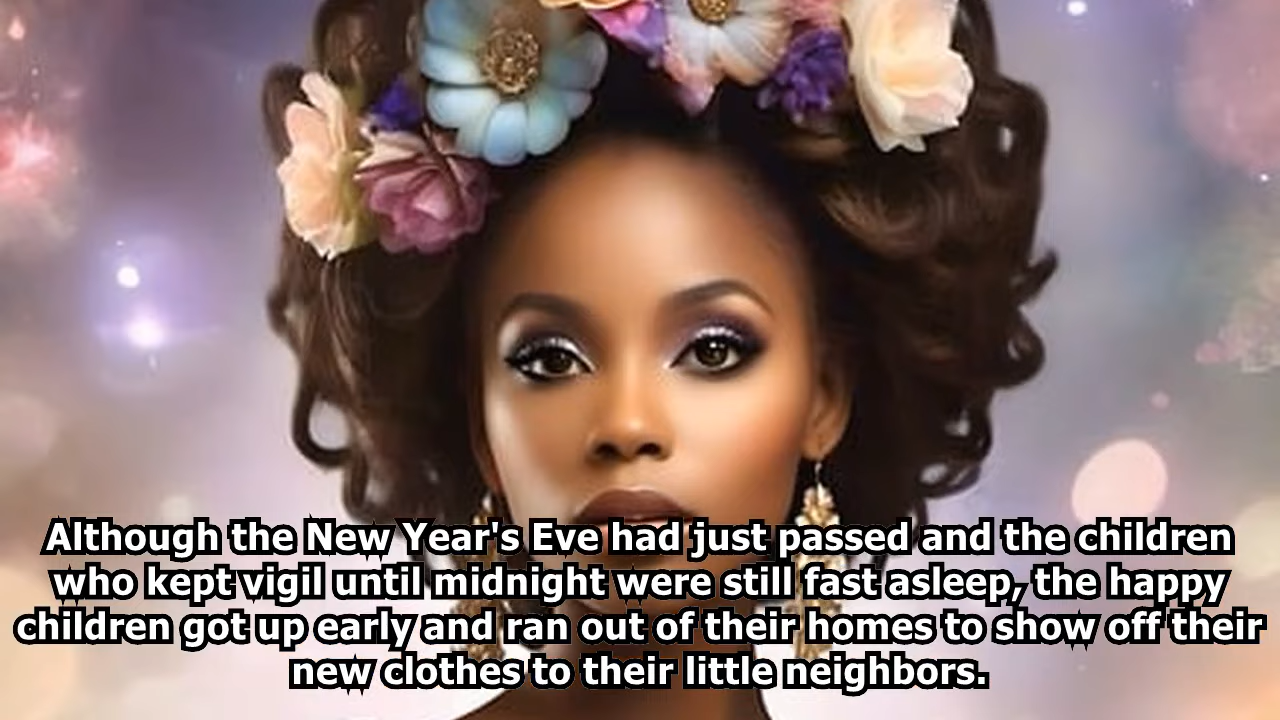 Although the New Year's Eve had just passed and the children
who kept vigil until midnight were still fast asleep, the happy
children got up early and ran out of their homes to show off their
new clothes to their little neighbors.